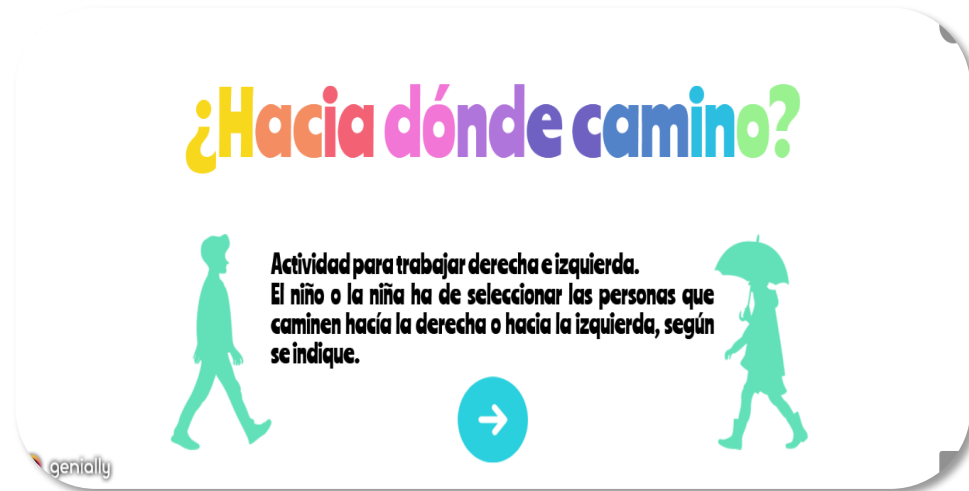 ¿Hacia dónde camino?
Actividad para trabajar derecha e izquierda.
El niño o la niña ha de seleccionar las personas que
caminen hacía la derecha o hacia la izquierda, según
se indique.
genially